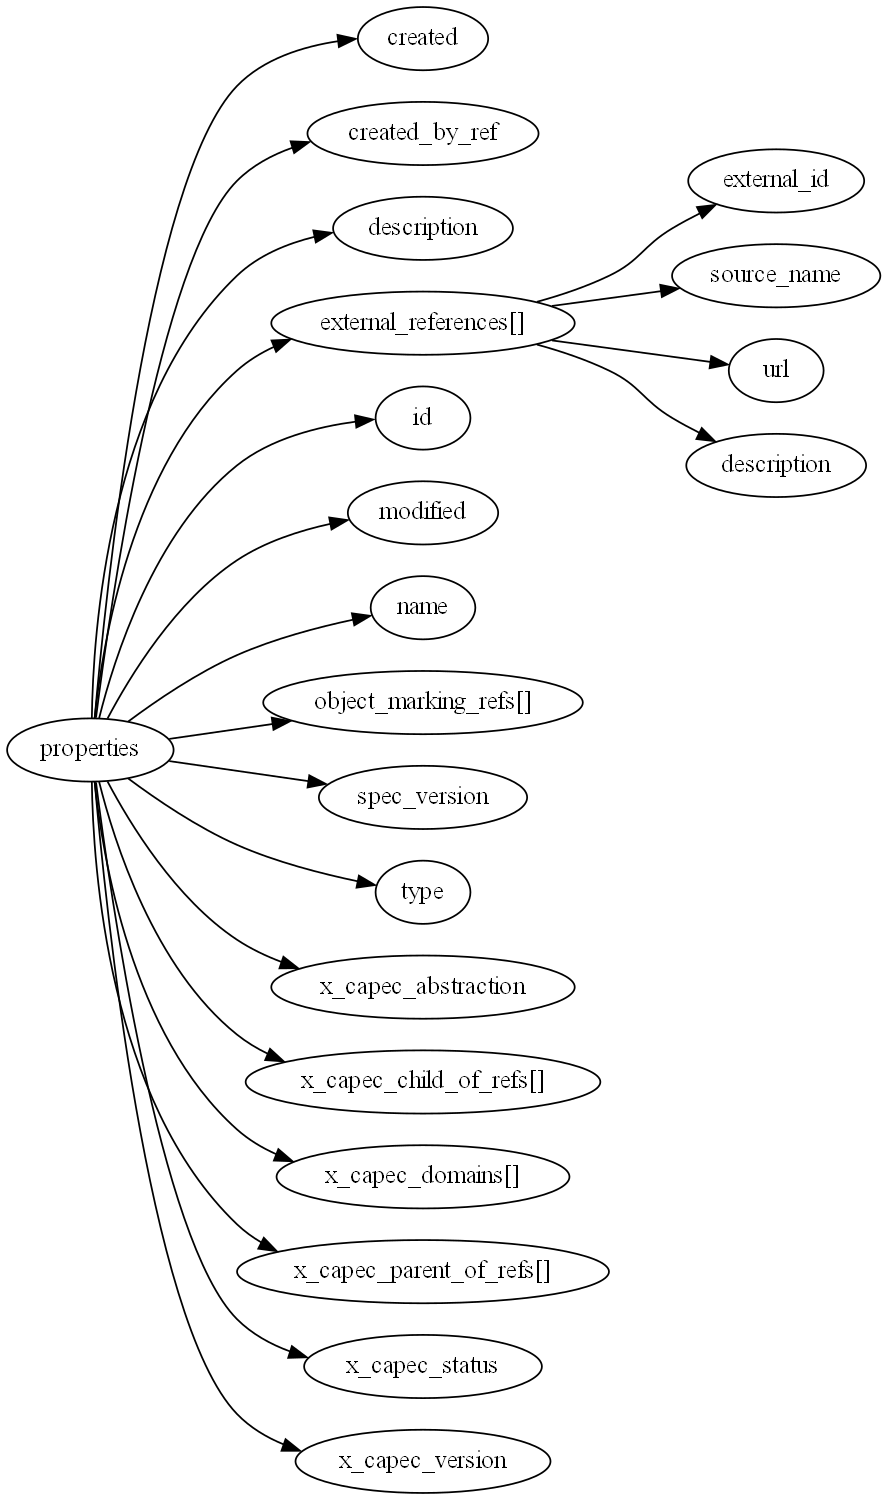 created
created_by_ref
description
external_references[]
external_id
source_name
url
description
id
modified
name
object_marking_refs[]
properties
spec_version
type
x_capec_abstraction
x_capec_child_of_refs[]
x_capec_domains[]
x_capec_parent_of_refs[]
x_capec_status
x_capec_version